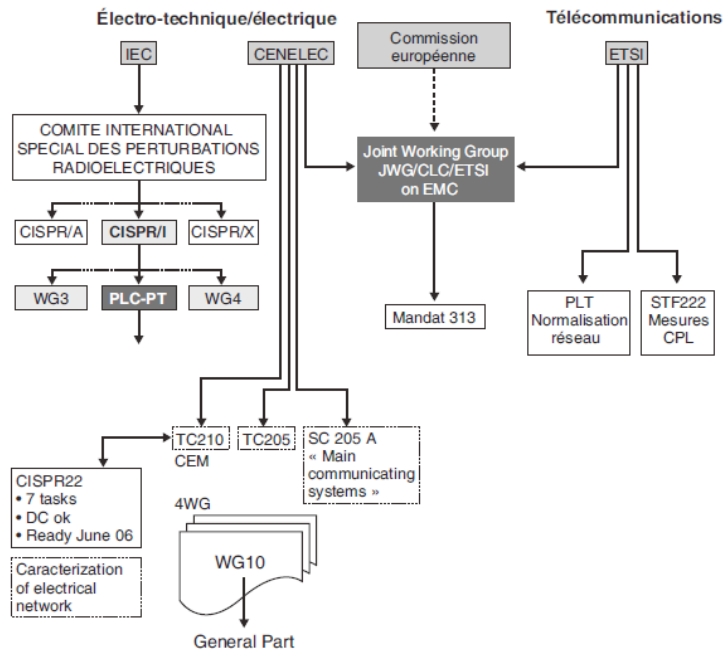 Électro-technique/électrique
Télécommunications
IEC
CENELEC
Commission
européenne
ETSI
COMITE INTERNATIONAL
SPECIAL DES PERTURBATIONS
RADIOELECTRIQUES
Joint Working Group
JWG/CLC/ETSI
on EMC
CISPR/A
CISPR/I
CISPR/X
WG3
PLC-PT
WG4
Mandat 313
PLT
Normalisation
réseau
STF222
Mesures
CPL
TC210
CEM
TC205
SC 205 A
« Main
communicating
systems »
CISPR22
• 7 tasks
• DC ok
• Ready June 06
Caracterization
of electrical
network
4WG
WG10
General Part